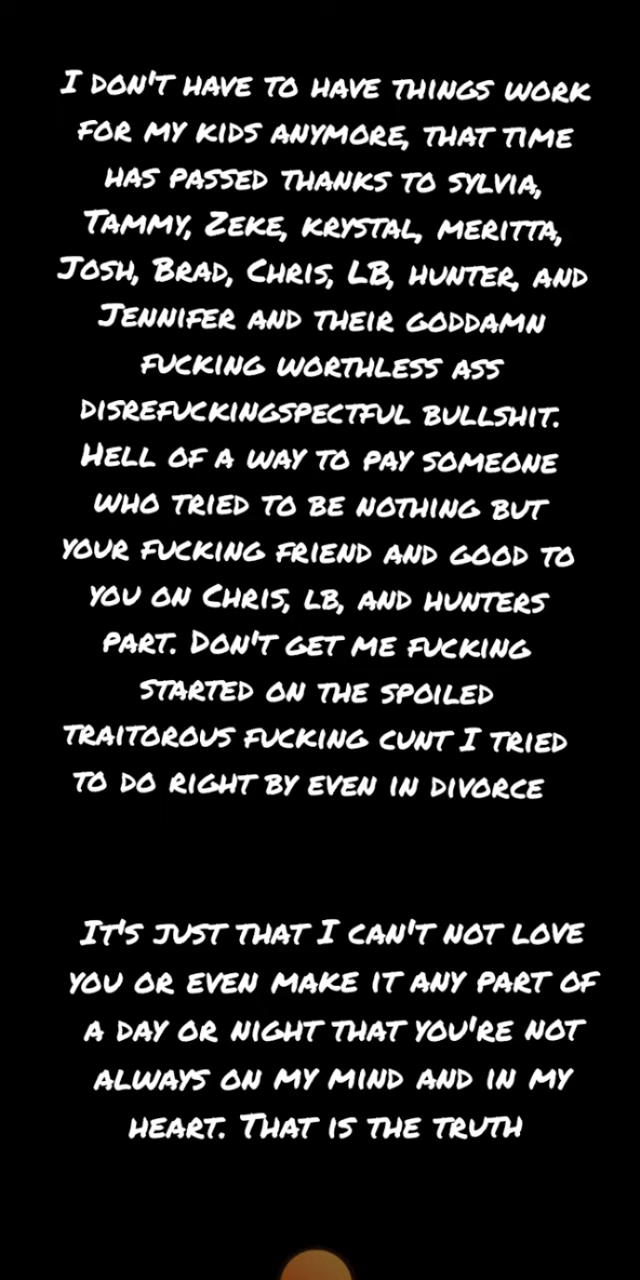 I don't have to have things work
for my kids anymore, that time
has passed thanks to sylvia,
Tammy, Zeke, krystal, meritta,
Josh, Brad, Chris, LB, hunter, and
Jennifer and their goddamn
fucking worthless ass
disrefuckingspectful bullshit.
Hell of a way to pay someone
who tried to be nothing but
your fucking friend and good to
you on Chris, lb, and hunters
part. Don't get me fucking
started on the spoiled
traitorous fucking cunt I tried
to do right by even in divorce
It's just that I can't not love
you or even make it any part of
a day or night that you're not
always on my mind and in my
heart. That is the truth